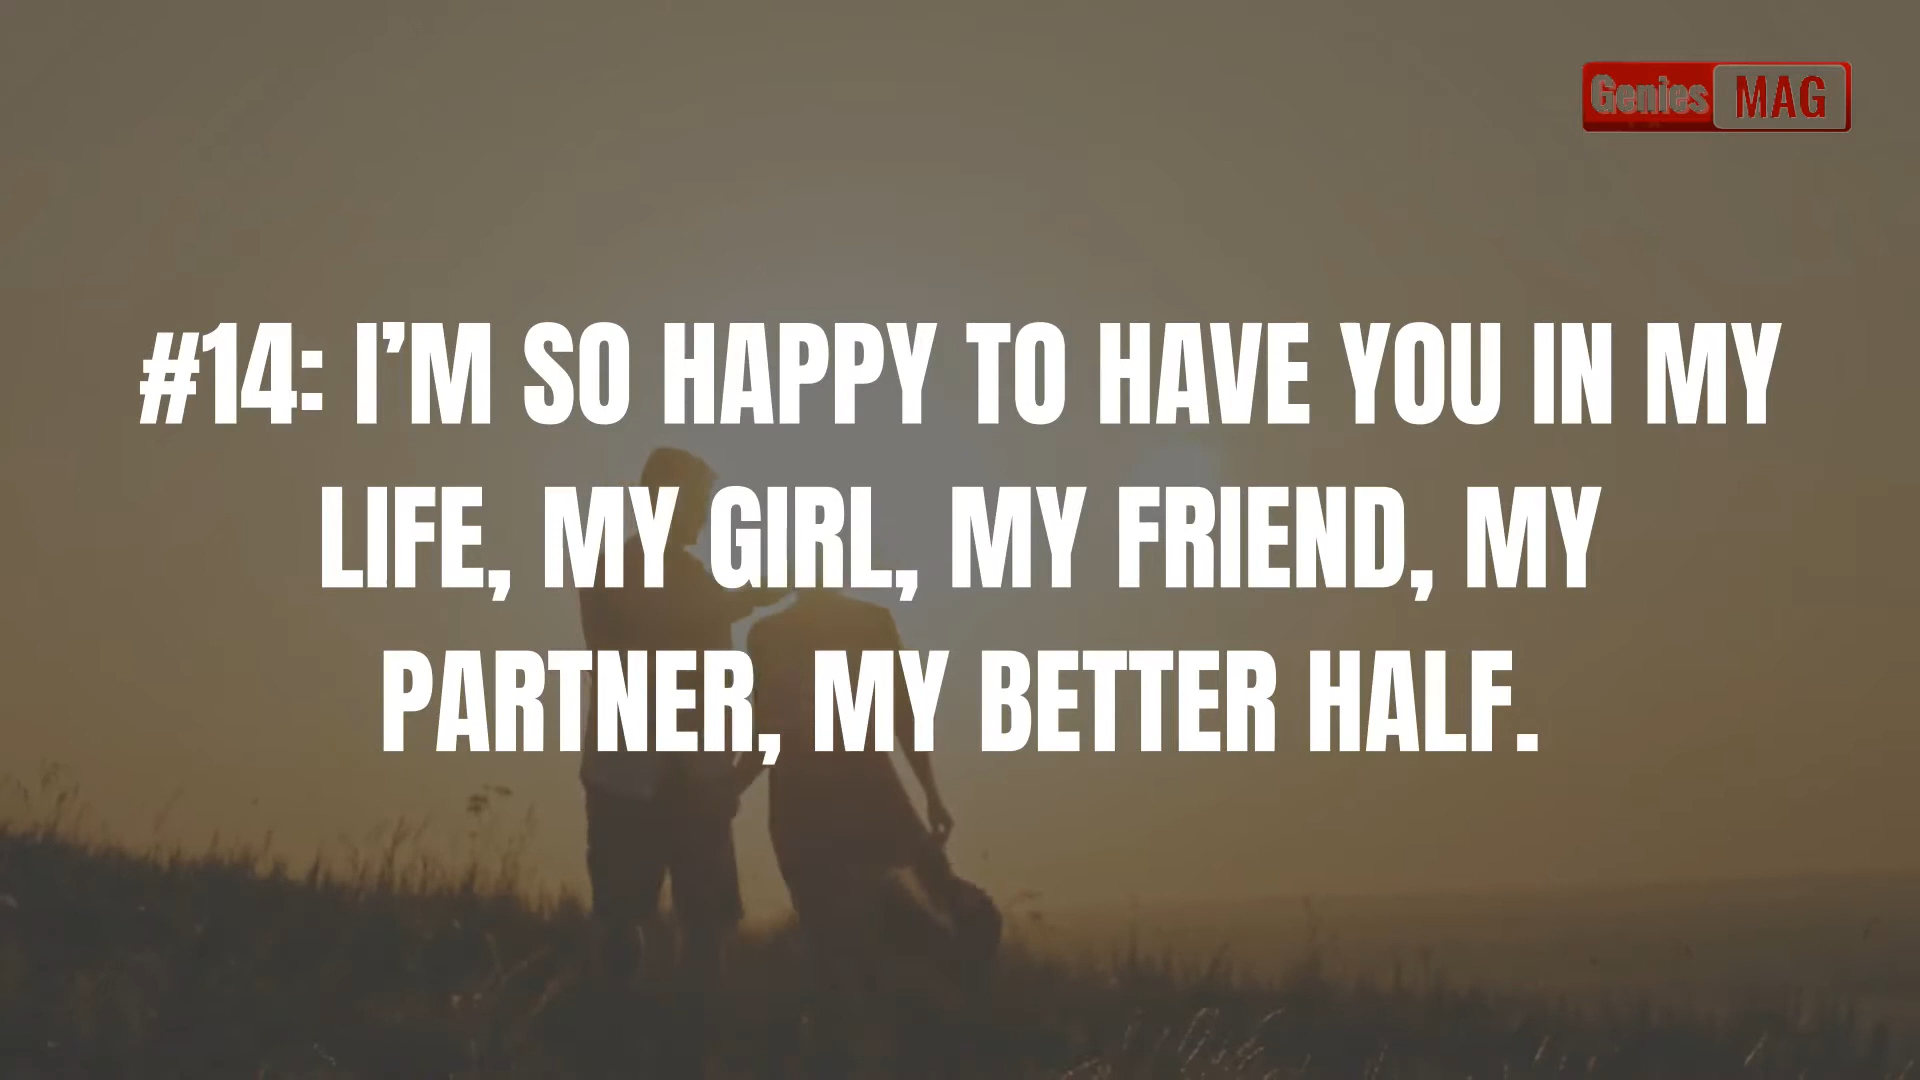 Genies MAG
#14: I’M SO HAPPY TO HAVE YOU IN MY
LIFE, MY GIRL, MY FRIEND, MY
PARTNER, MY BETTER HALF.